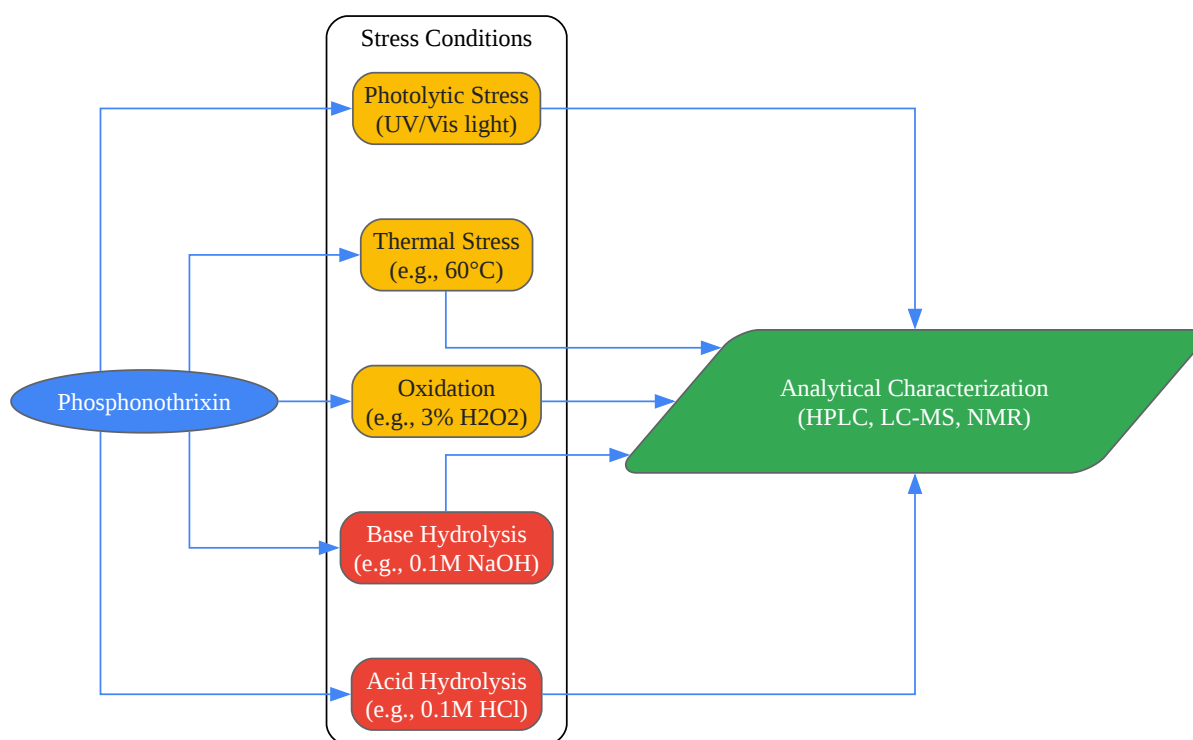 Stress Conditions
Photolytic Stress
(UV/Vis light)
Thermal Stress
(e.g., 60°C)
Phosphonothrixin
Oxidation
(e.g., 3% H2O2)
Analytical Characterization
(HPLC, LC-MS, NMR)
Base Hydrolysis
(e.g., 0.1M NaOH)
Acid Hydrolysis
(e.g., 0.1M HCl)